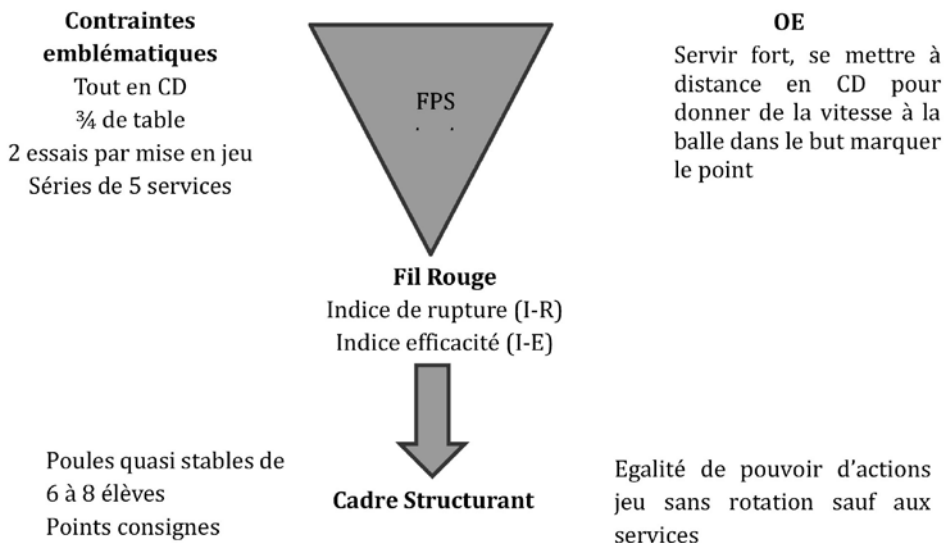 Contraintes
emblématiques
Tout en CD
¾ de table
2 essais par mise en jeu
Séries de 5 services
FPS
. .
OE
Servir fort, se mettre à
distance en CD pour
donner de la vitesse à la
balle dans le but marquer
le point
Fil Rouge
Indice de rupture (I-R)
Indice efficacité (I-E)
Poules quasi stables de
6 à 8 élèves
Points consignes
Cadre Structurant
Egalité de pouvoir d'actions
jeu sans rotation sauf aux
services